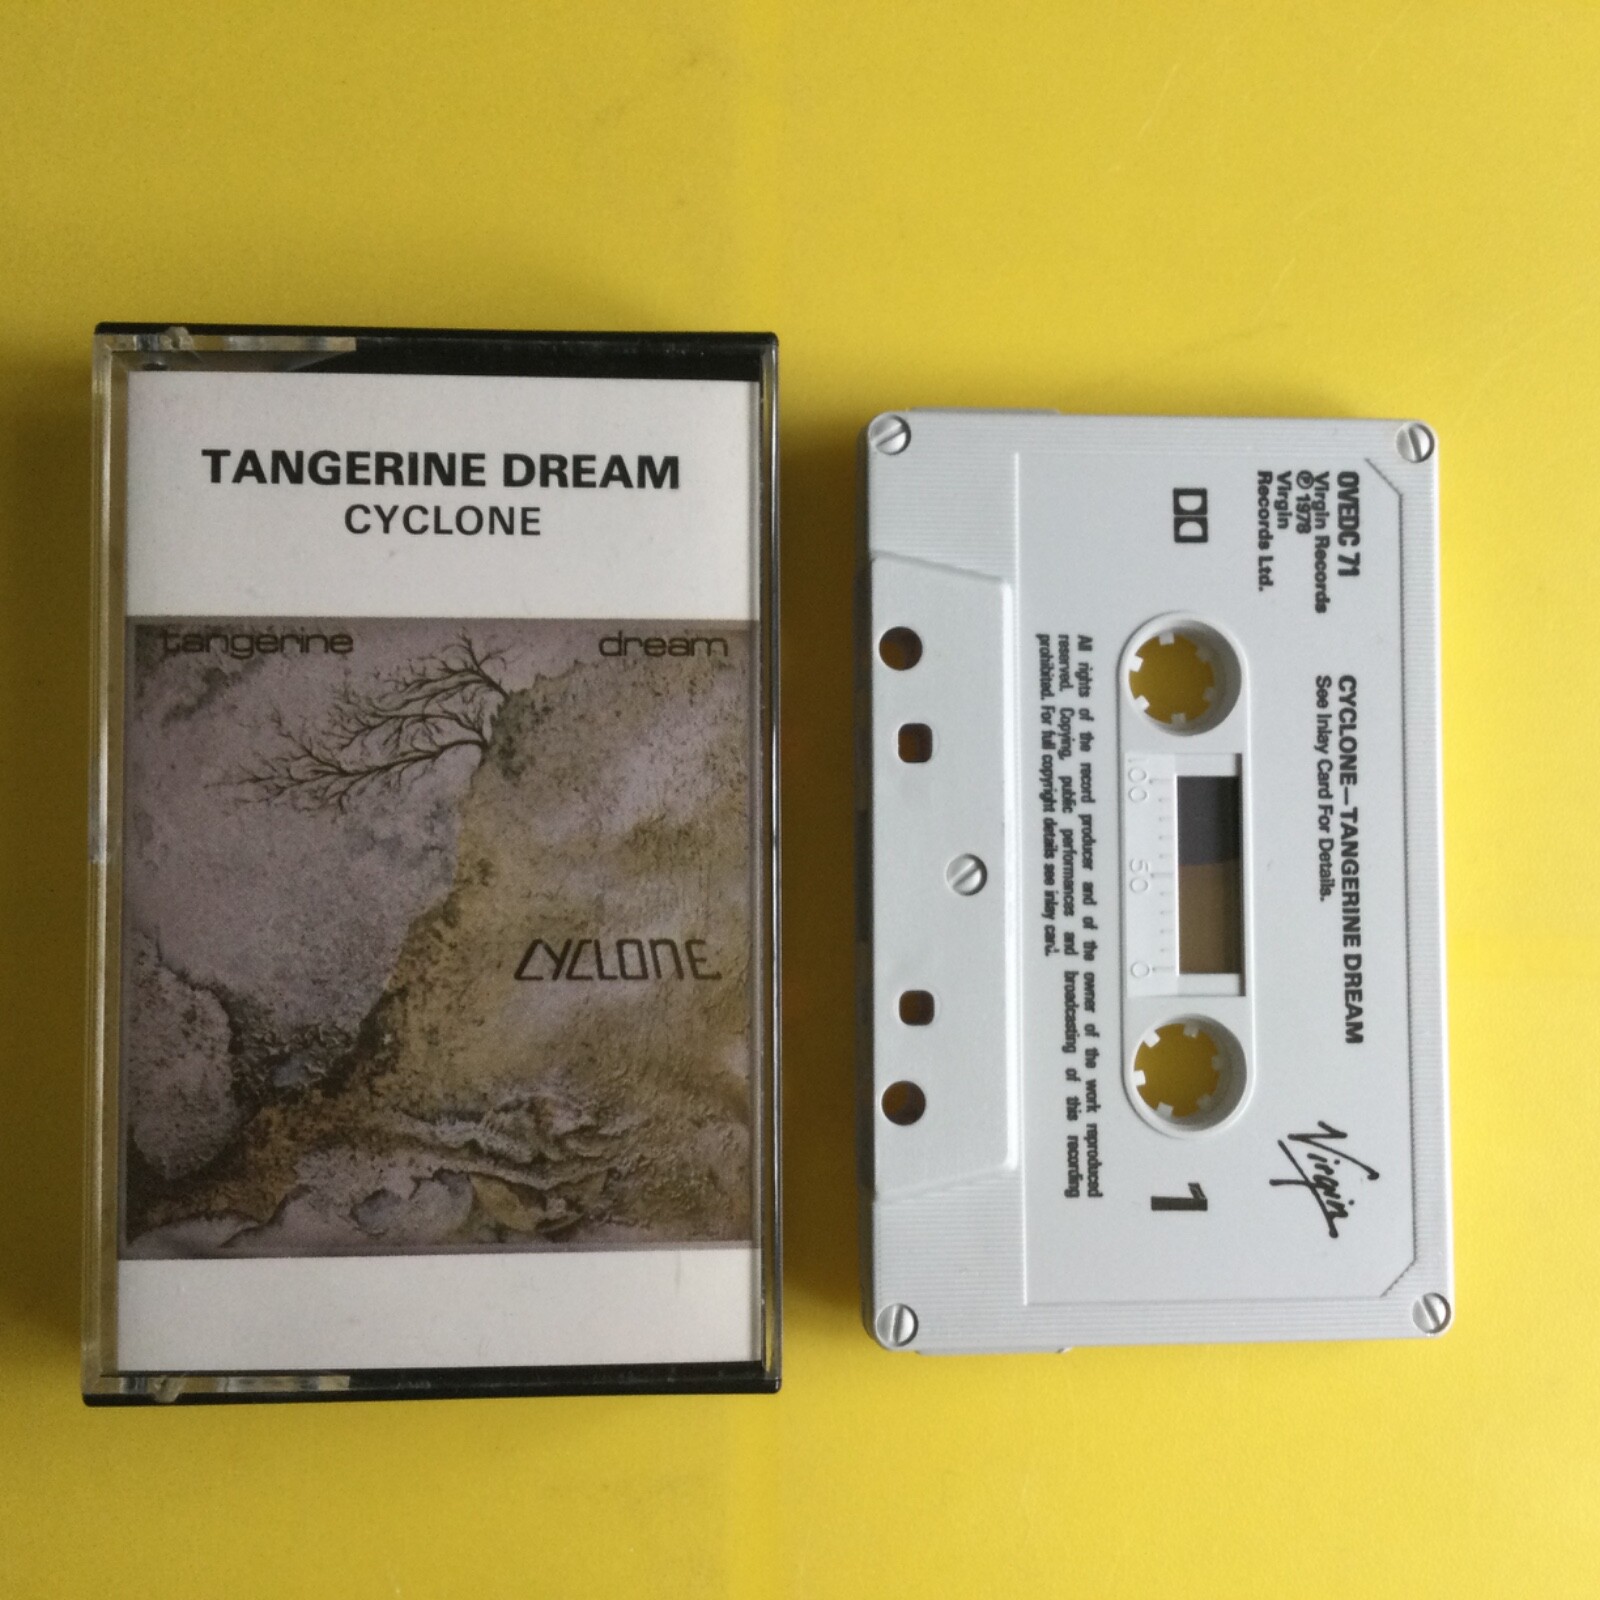 TANGERINE DREAM
CYCLONE
tangerine dream
CYCLONE
OVEDC 71
Virgin Records
℗ 1978
Virgin
Records Ltd.
CYCLONE—TANGERINE DREAM
See Inlay Card For Details.
Virgin
1
100 50 0
All rights of the record producer and of the owner of the work reproduced
reserved. Copying, public performances and broadcasting of this recording
prohibited. For full copyright details see inlay card.